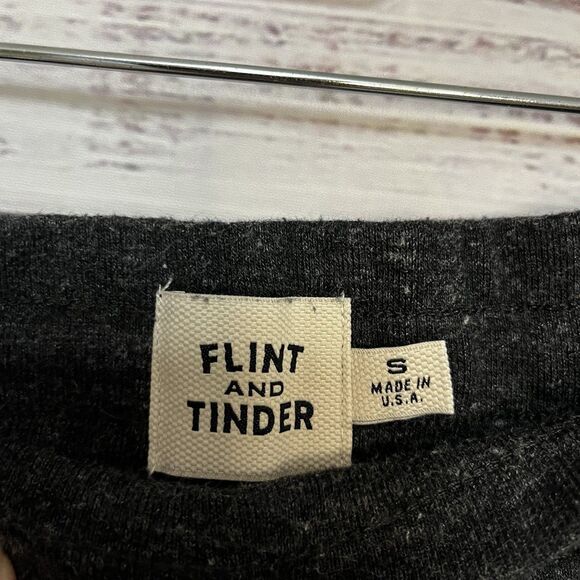 FLINT
AND
TINDER
S
MADE IN
U.S.A.